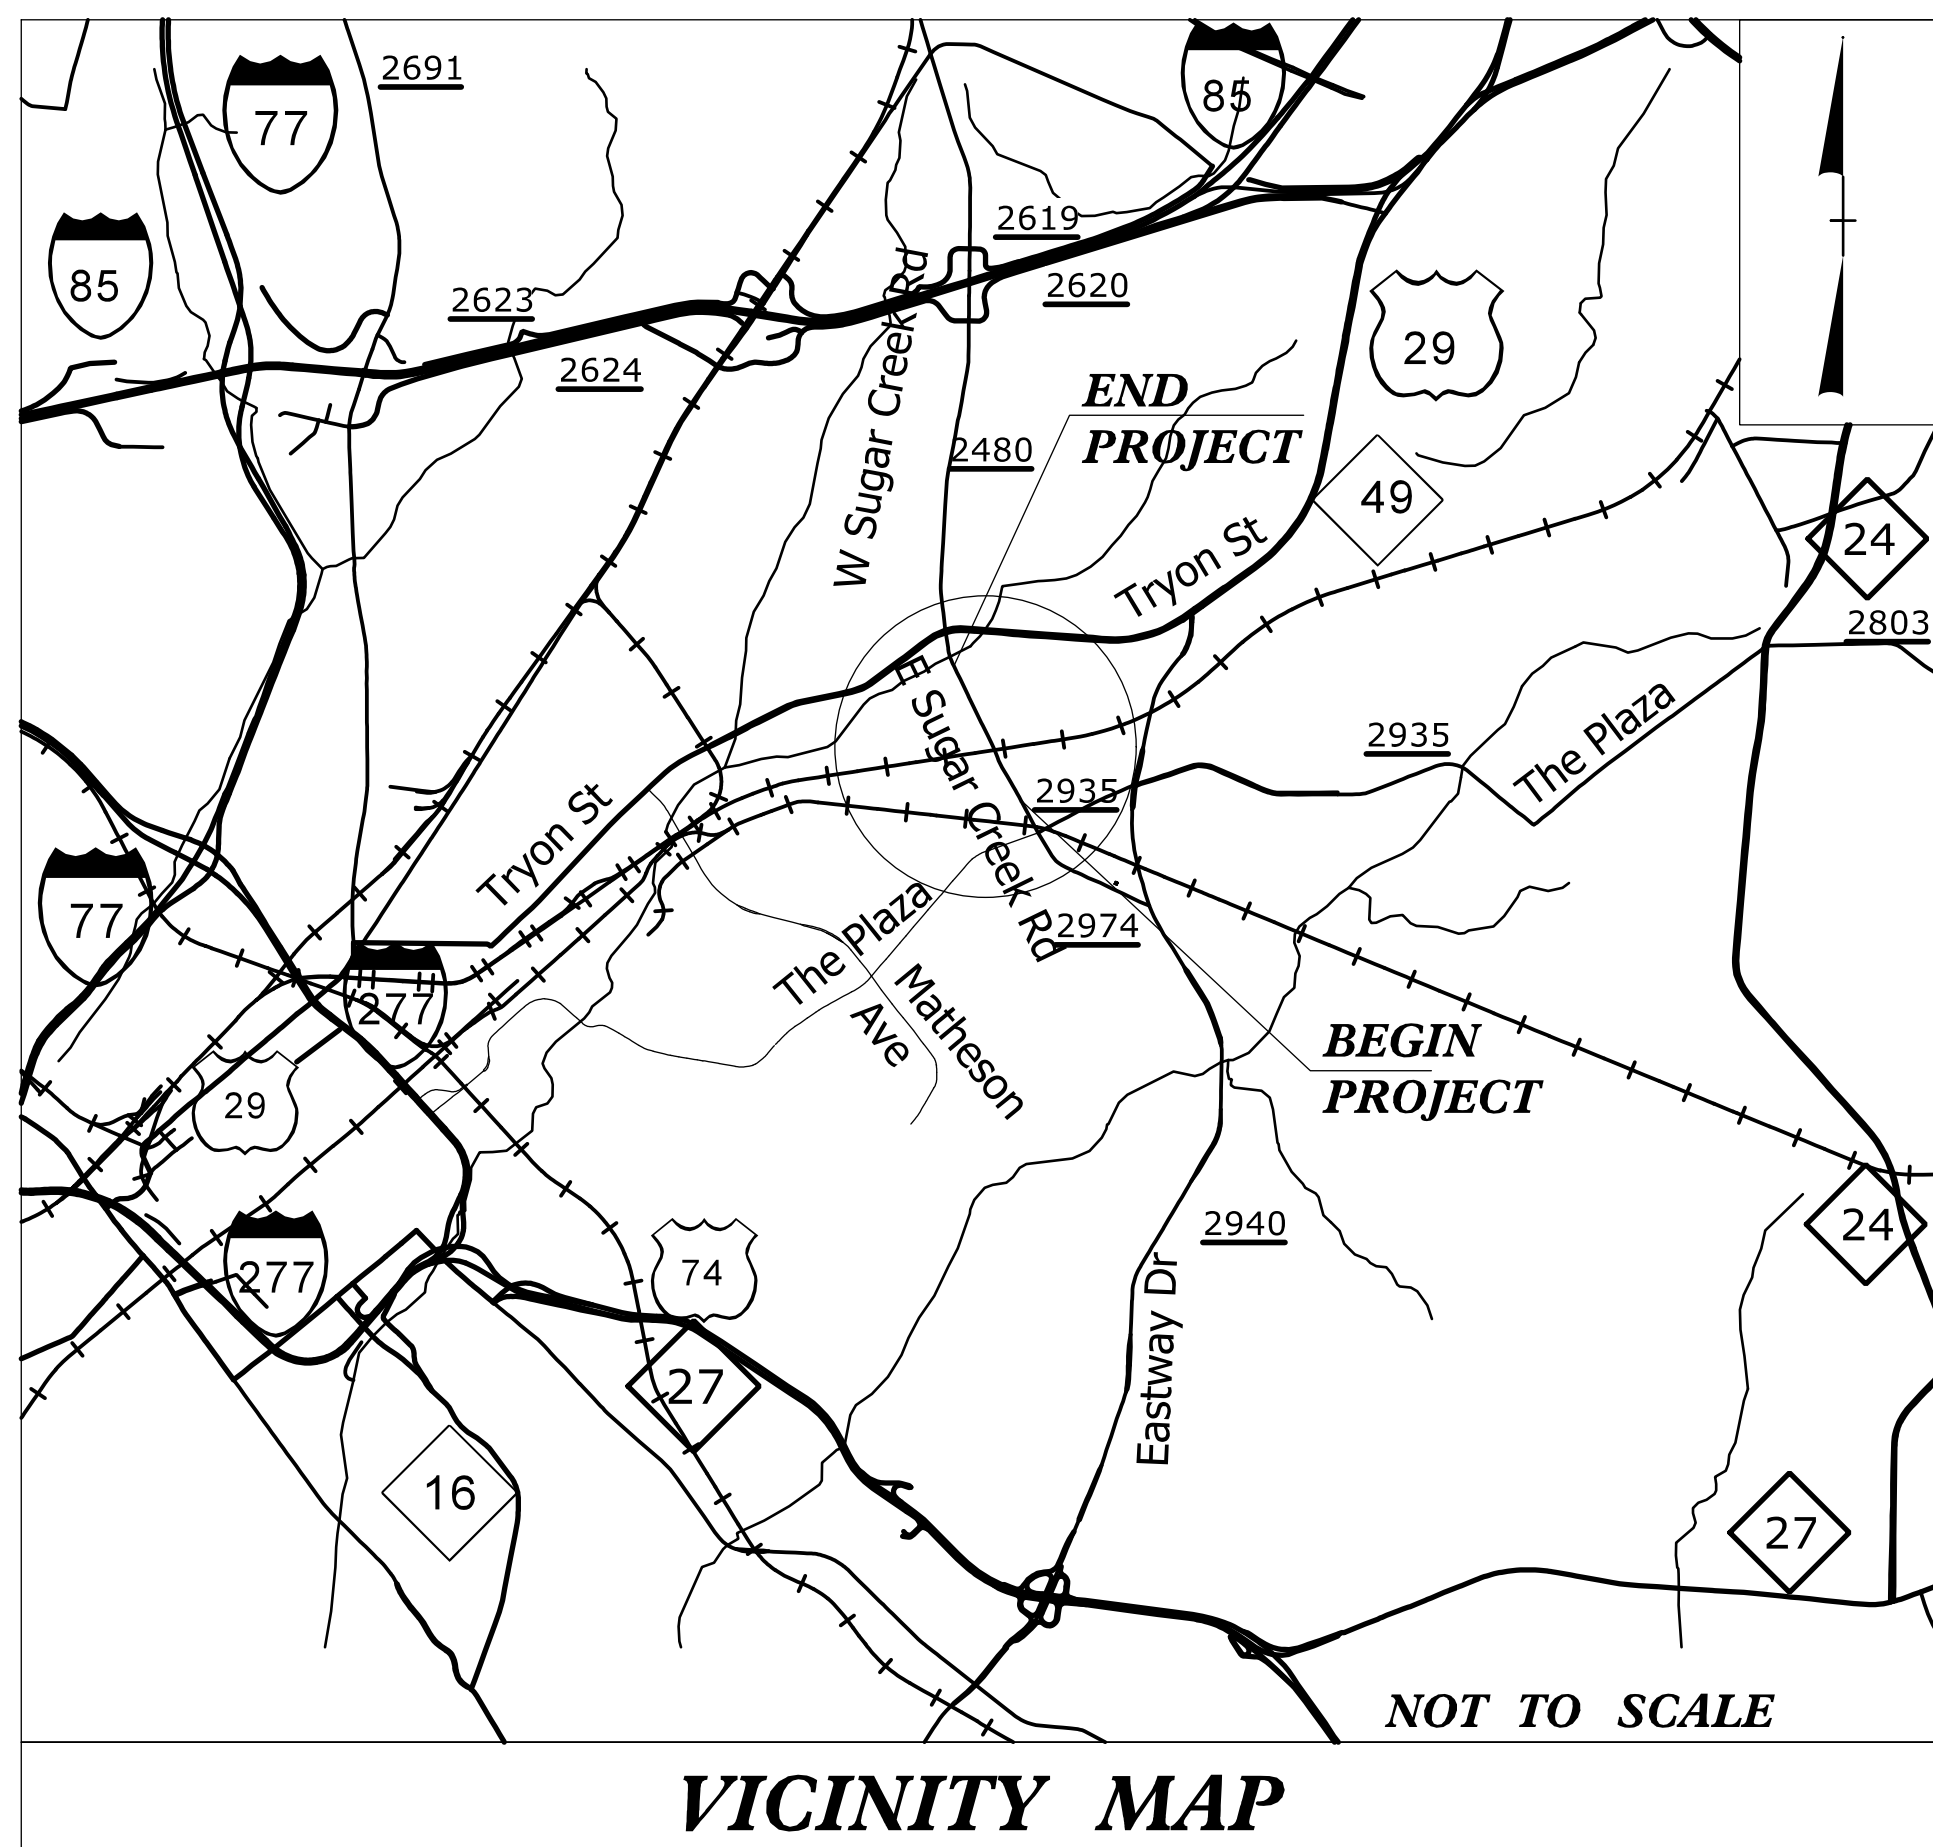 2691
85
77
2619
85
2620
2623
29
2624
W Sugar Creek Rd
END
PROJECT
2480
49
24
Tryon St
2803
E Sugar Creek Rd
2935
The Plaza
2935
Tryon St
77
The Plaza
2974
277
Matheson
Ave
BEGIN
PROJECT
29
2940
24
277
74
Eastway Dr
27
16
27
NOT TO SCALE
VICINITY MAP